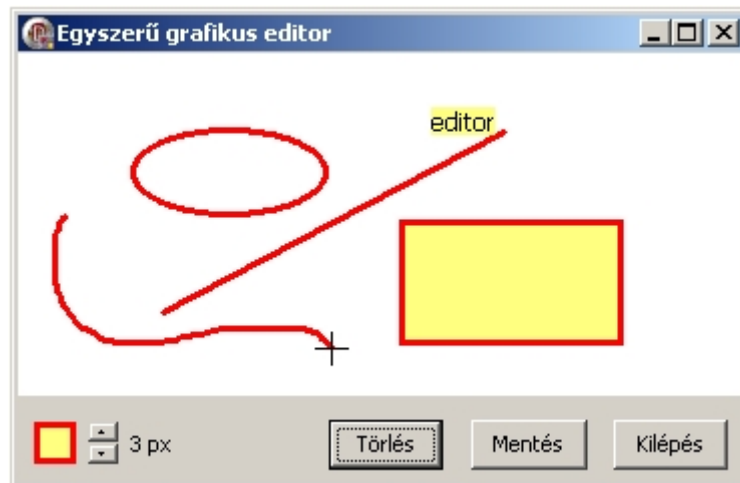 Egyszerű grafikus editor
editor
3 px
Törlés
Mentés
Kilépés